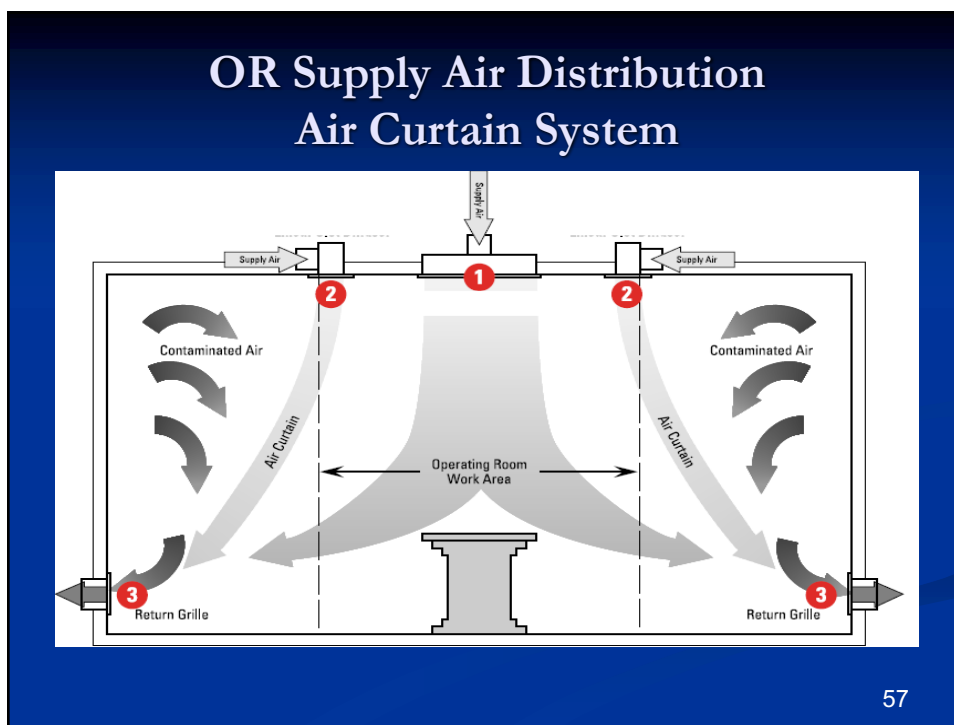 OR Supply Air Distribution
Air Curtain System
Supply Air
Supply Air
Supply Air
1
2
2
Contaminated Air
Contaminated Air
Air Curtain
Air Curtain
Operating Room
Work Area
3
3
Return Grille
Return Grille
57